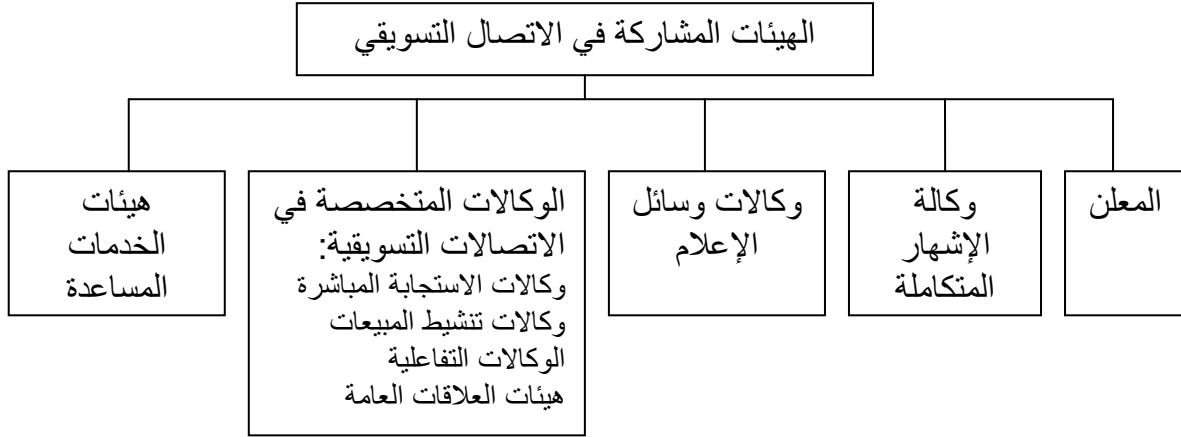 الهيئات المشاركة في الاتصال التسويقي
المعلن
وكالة
الإشهار
المتكاملة
وكالات وسائل
الإعلام
الوكالات المتخصصة في
الاتصالات التسويقية:
وكالات الاستجابة المباشرة
وكالات تنشيط المبيعات
الوكالات التفاعلية
هيئات العلاقات العامة
هيئات
الخدمات
المساعدة